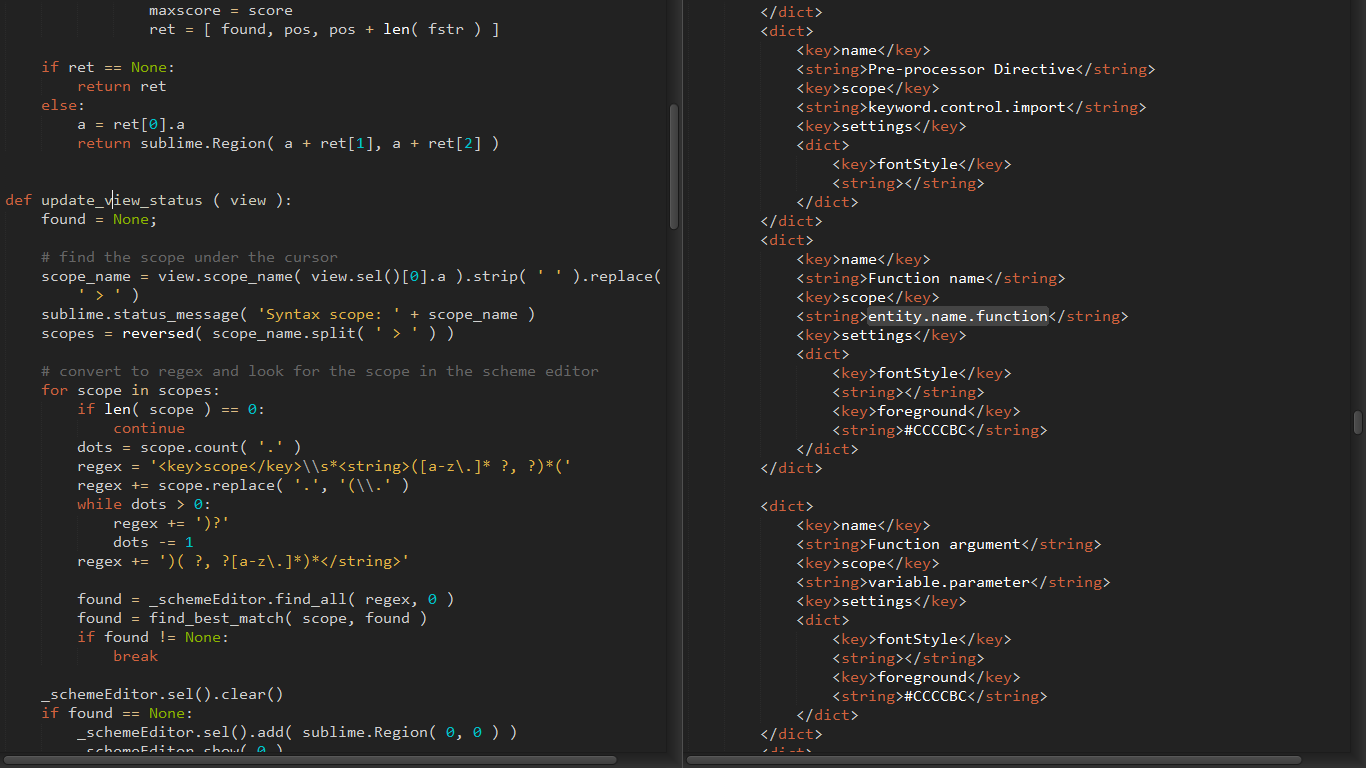 maxscore = score
            ret = [ found, pos, pos + len( fstr ) ]
    if ret == None:
        return ret
    else:
        a = ret[0].a
        return sublime.Region( a + ret[1], a + ret[2] )
def update_view_status ( view ):
    found = None;
    # find the scope under the cursor
    scope_name = view.scope_name( view.sel()[0].a ).strip( ' ' ).replace(
        ' > ' )
    sublime.status_message( 'Syntax scope: ' + scope_name )
    scopes = reversed( scope_name.split( ' > ' ) )
    # convert to regex and look for the scope in the scheme editor
    for scope in scopes:
        if len( scope ) == 0:
            continue
        dots = scope.count( '.' )
        regex = '<key>scope</key>\\s*<string>([a-z\.]* ?, ?)*('
        regex += scope.replace( '.', '(\\.' )
        while dots > 0:
            regex += ')?'
            dots -= 1
        regex += ')( ?, ?[a-z\.]*)*</string>'
        found = _schemeEditor.find_all( regex, 0 )
        found = find_best_match( scope, found )
        if found != None:
            break
    _schemeEditor.sel().clear()
    if found == None:
        _schemeEditor.sel().add( sublime.Region( 0, 0 ) )
        _schemeEditor.show( 0 )
</dict>
<dict>
    <key>name</key>
    <string>Pre-processor Directive</string>
    <key>scope</key>
    <string>keyword.control.import</string>
    <key>settings</key>
    <dict>
        <key>fontStyle</key>
        <string></string>
    </dict>
</dict>
<dict>
    <key>name</key>
    <string>Function name</string>
    <key>scope</key>
    <string>entity.name.function</string>
    <key>settings</key>
    <dict>
        <key>fontStyle</key>
        <string></string>
        <key>foreground</key>
        <string>#CCCCBC</string>
    </dict>
</dict>
<dict>
    <key>name</key>
    <string>Function argument</string>
    <key>scope</key>
    <string>variable.parameter</string>
    <key>settings</key>
    <dict>
        <key>fontStyle</key>
        <string></string>
        <key>foreground</key>
        <string>#CCCCBC</string>
    </dict>
</dict>
<dict>